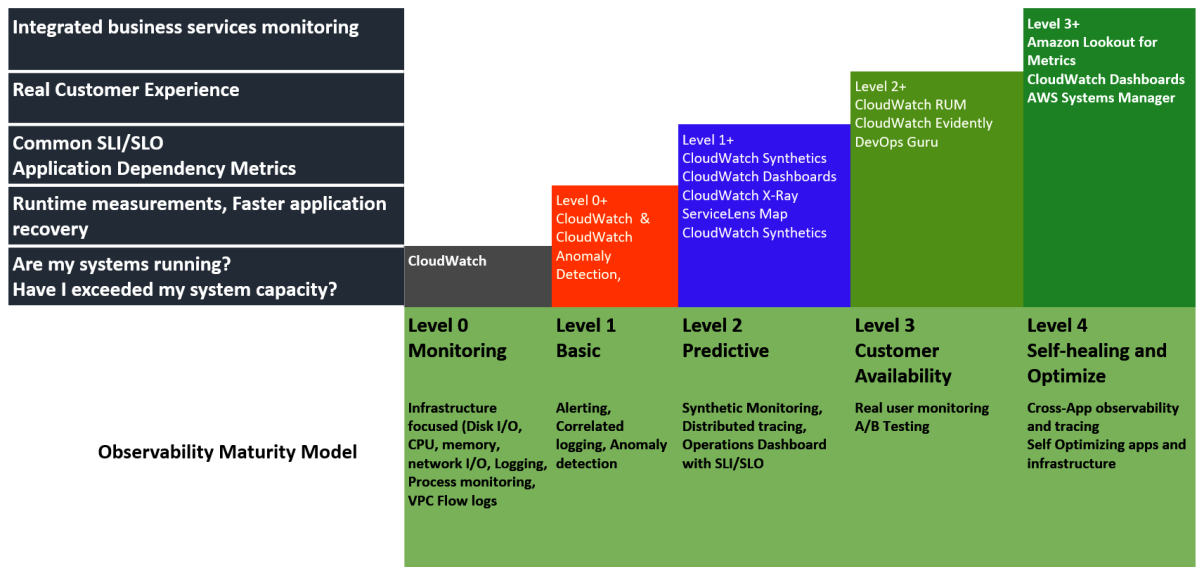 Integrated business services monitoring
Real Customer Experience
Common SLI/SLO
Application Dependency Metrics
Runtime measurements, Faster application
recovery
Are my systems running?
Have I exceeded my system capacity?
CloudWatch
Level 0+
CloudWatch &
CloudWatch
Anomaly
Detection,
Level 1+
CloudWatch Synthetics
CloudWatch Dashboards
CloudWatch X-Ray
ServiceLens Map
CloudWatch Synthetics
Level 2+
CloudWatch RUM
CloudWatch Evidently
DevOps Guru
Level 3+
Amazon Lookout for
Metrics
CloudWatch Dashboards
AWS Systems Manager
Observability Maturity Model
Level 0
Monitoring
Infrastructure
focused (Disk I/O,
CPU, memory,
network I/O, Logging,
Process monitoring,
VPC Flow logs
Level 1
Basic
Alerting,
Correlated
logging, Anomaly
detection
Level 2
Predictive
Synthetic Monitoring,
Distributed tracing,
Operations Dashboard
with SLI/SLO
Level 3
Customer
Availability
Real user monitoring
A/B Testing
Level 4
Self-healing and
Optimize
Cross-App observability
and tracing
Self Optimizing apps and
infrastructure